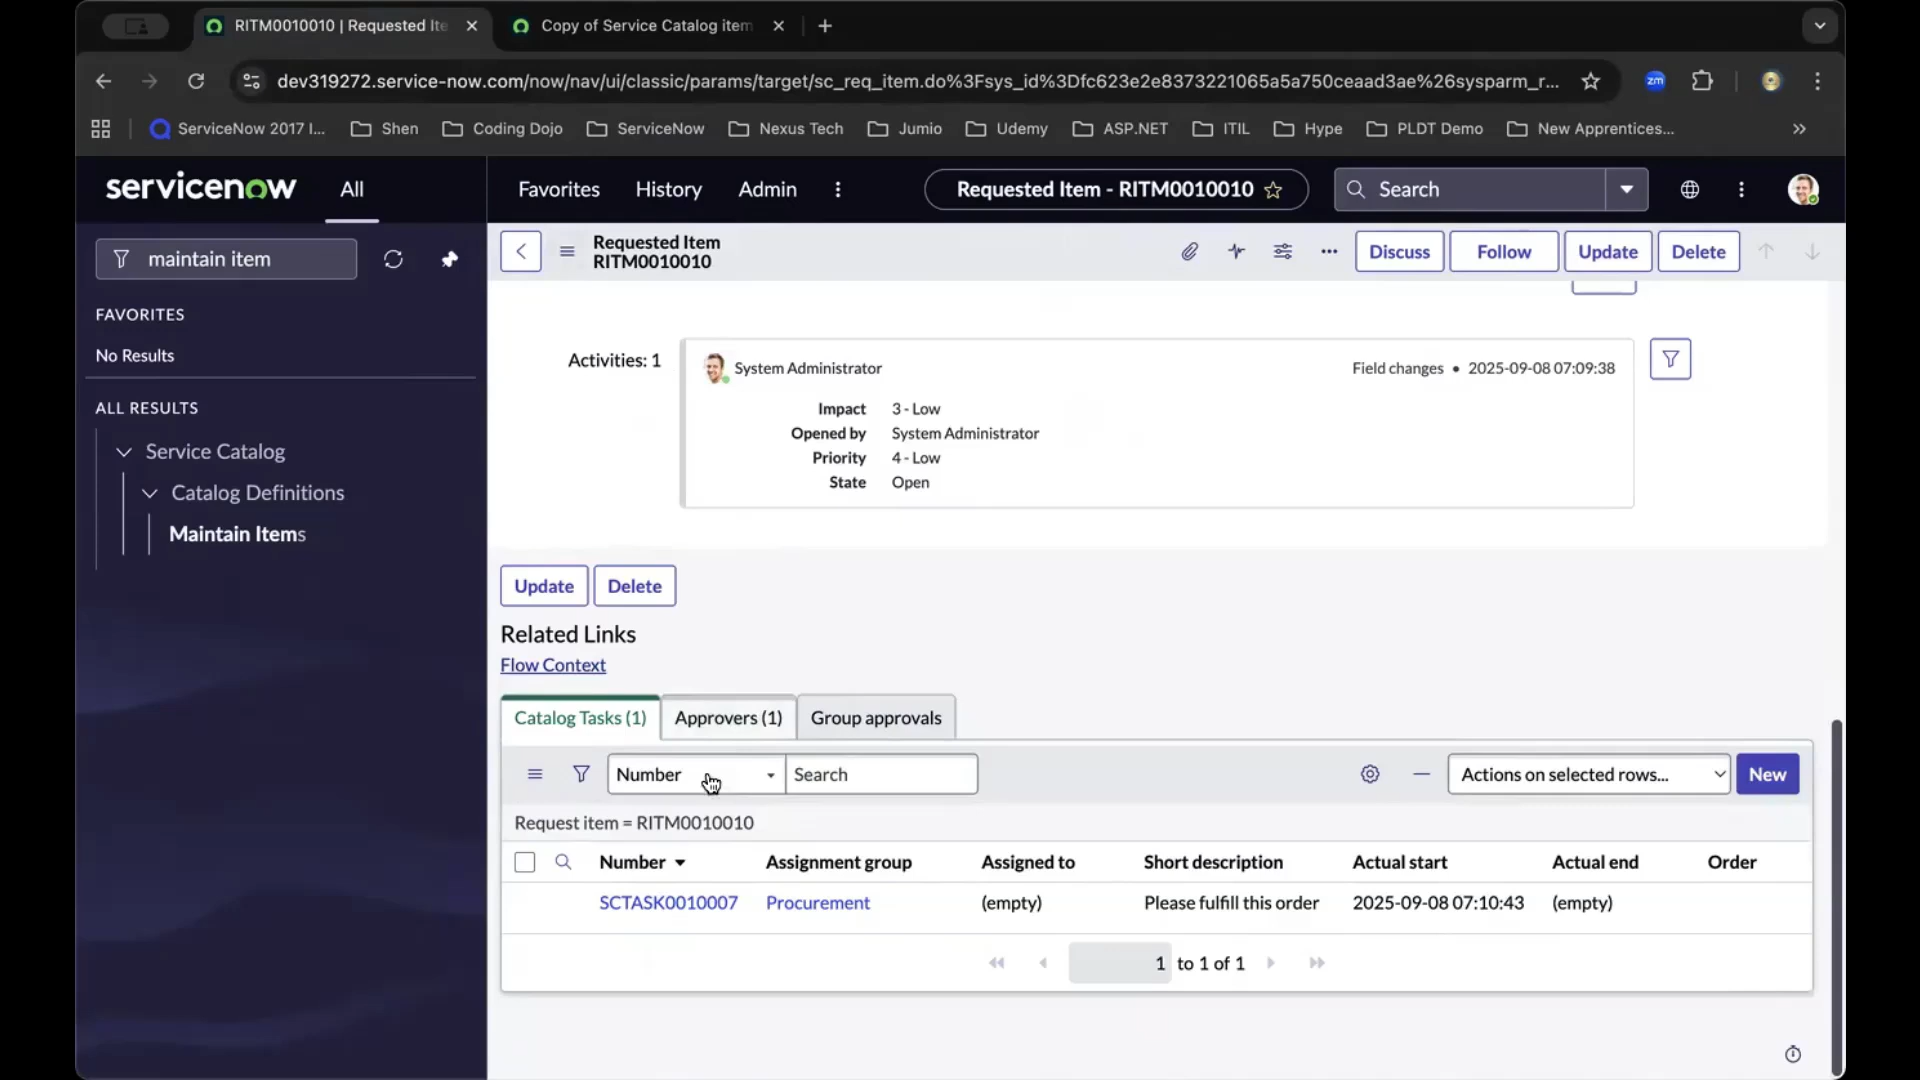 RITM0010010 | Requested Ite
Copy of Service Catalog item
dev319272.service-now.com/now/nav/ui/classic/params/target/sc_req_item.do%3Fsys_id%3Dfc623e2e8373221065a5a750ceaad3ae%26sysparm_r...
zm
ServiceNow 2017 I...
Shen
Coding Dojo
ServiceNow
Nexus Tech
Jumio
Udemy
ASP.NET
ITIL
Hype
PLDT Demo
New Apprentices...
servicenow
All
Favorites
History
Admin
Requested Item - RITM0010010
Search
maintain item
FAVORITES
No Results
ALL RESULTS
Service Catalog
Catalog Definitions
Maintain Items
Requested Item
RITM0010010
Discuss
Follow
Update
Delete
Activities: 1
System Administrator
Field changes • 2025-09-08 07:09:38
Impact 3 - Low
Opened by System Administrator
Priority 4 - Low
State Open
Update
Delete
Related Links
Flow Context
Catalog Tasks (1)
Approvers (1)
Group approvals
Number
Search
Actions on selected rows...
New
Request item = RITM0010010
Number Assignment group Assigned to Short description Actual start Actual end Order
SCTASK0010007 Procurement (empty) Please fulfill this order 2025-09-08 07:10:43 (empty)
1 to 1 of 1